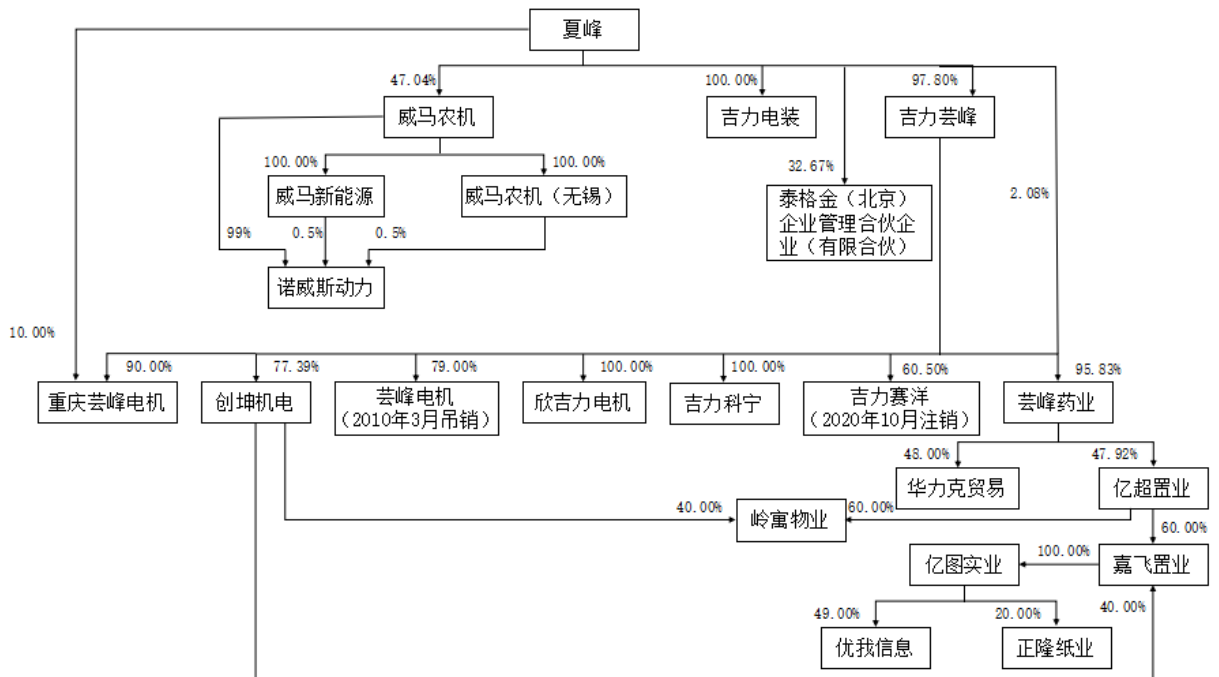 夏峰
47.04%
100.00%
97.80%
威马农机
吉力电装
吉力芸峰
100.00%
100.00%
32.67%
2.08%
威马新能源
威马农机（无锡）
泰格金（北京）
企业管理合伙企
业（有限合伙）
99%
0.5%
0.5%
诺威斯动力
10.00%
90.00%
77.39%
79.00%
100.00%
100.00%
60.50%
95.83%
重庆芸峰电机
创坤机电
芸峰电机
（2010年3月吊销）
欣吉力电机
吉力科宁
吉力赛洋
（2020年10月注销）
芸峰药业
48.00%
47.92%
华力克贸易
亿超置业
40.00%
60.00%
岭寓物业
60.00%
100.00%
亿图实业
嘉飞置业
49.00%
20.00%
40.00%
优我信息
正隆纸业